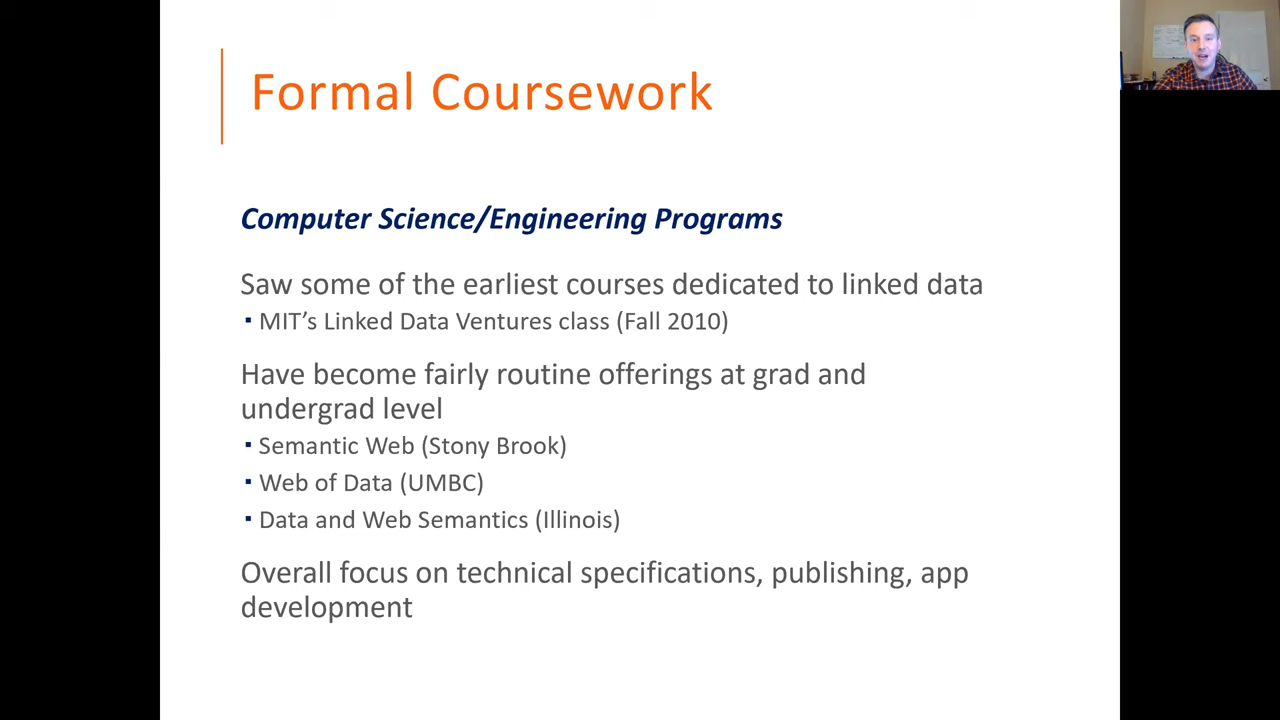 Formal Coursework
Computer Science/Engineering Programs
Saw some of the earliest courses dedicated to linked data
▪ MIT’s Linked Data Ventures class (Fall 2010)
Have become fairly routine offerings at grad and
undergrad level
▪ Semantic Web (Stony Brook)
▪ Web of Data (UMBC)
▪ Data and Web Semantics (Illinois)
Overall focus on technical specifications, publishing, app
development